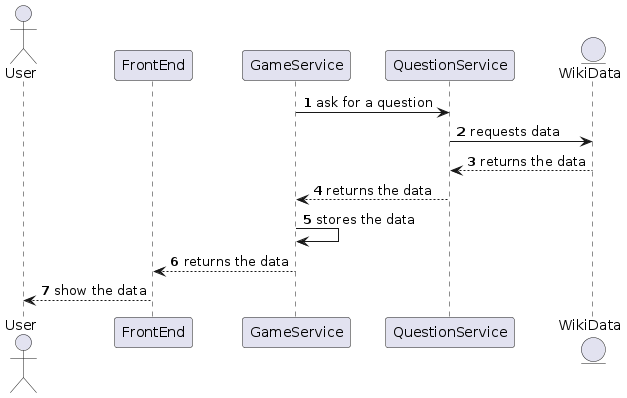 User
FrontEnd
GameService
QuestionService
WikiData
1 ask for a question
2 requests data
3 returns the data
4 returns the data
5 stores the data
6 returns the data
7 show the data
User
FrontEnd
GameService
QuestionService
WikiData